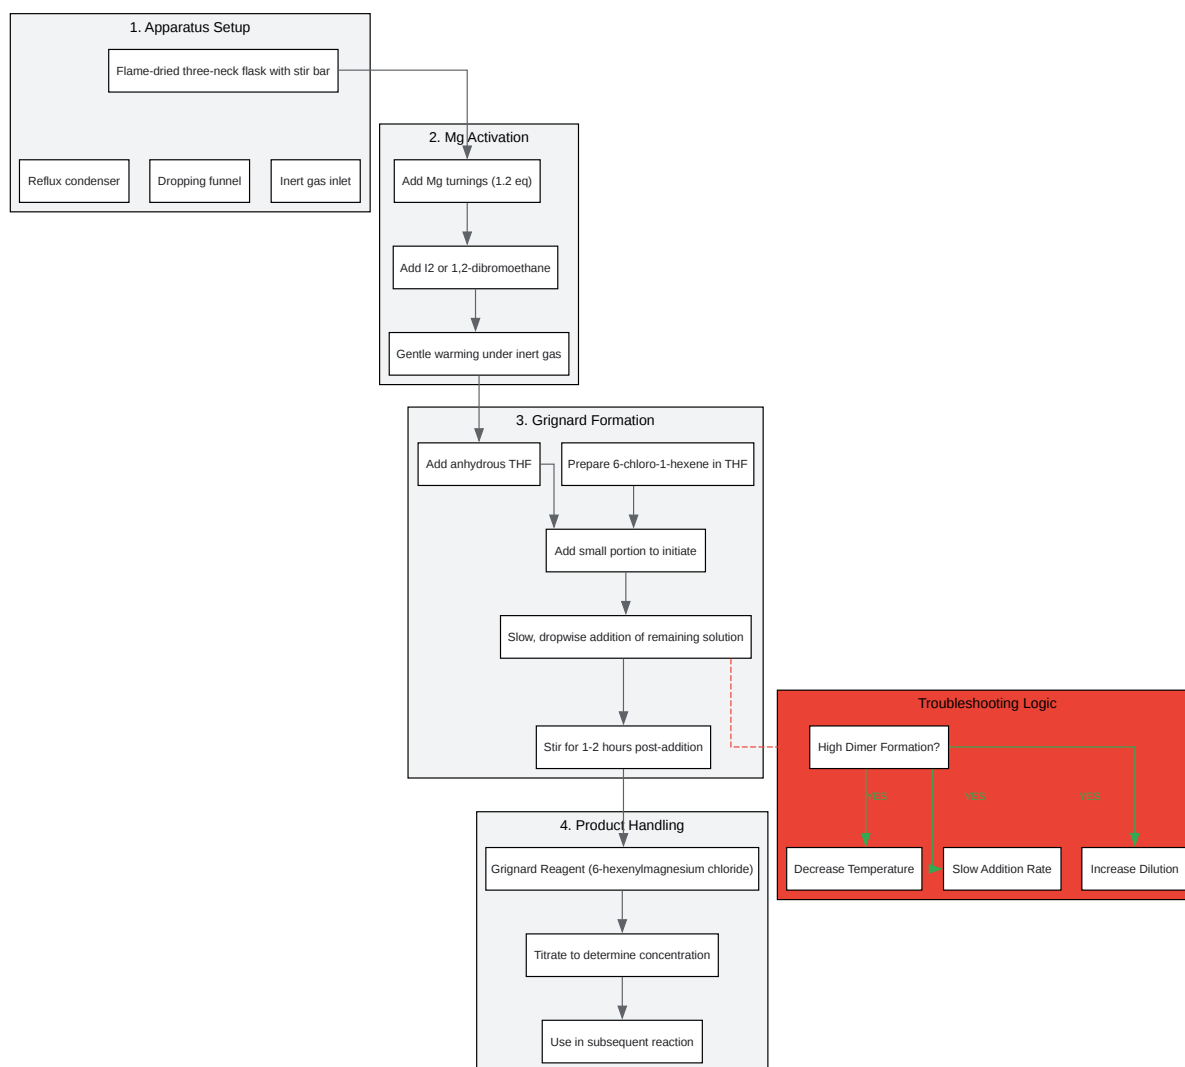 1. Apparatus Setup
Flame-dried three-neck flask with stir bar
Reflux condenser
Dropping funnel
Inert gas inlet
2. Mg Activation
Add Mg turnings (1.2 eq)
Add I2 or 1,2-dibromoethane
Gentle warming under inert gas
3. Grignard Formation
Add anhydrous THF
Prepare 6-chloro-1-hexene in THF
Add small portion to initiate
Slow, dropwise addition of remaining solution
Stir for 1-2 hours post-addition
Troubleshooting Logic
High Dimer Formation?
YES
YES
YES
Decrease Temperature
Slow Addition Rate
Increase Dilution
4. Product Handling
Grignard Reagent (6-hexenylmagnesium chloride)
Titrate to determine concentration
Use in subsequent reaction